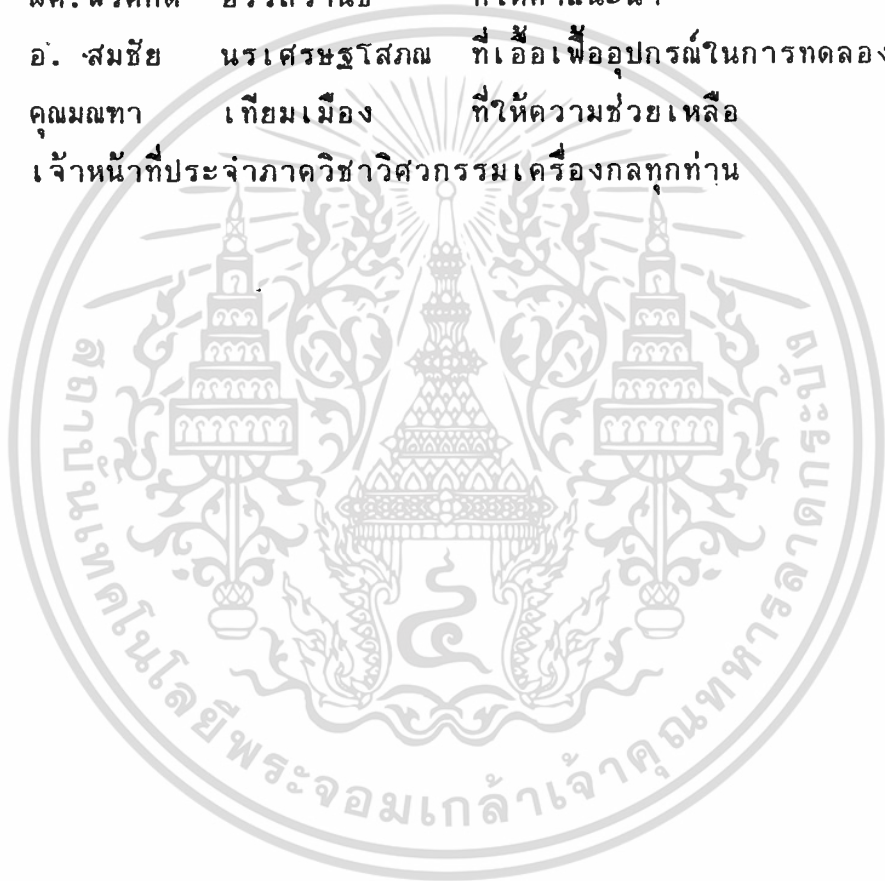 อ. สมชัย นรเศรษฐโสภณ ที่เอื้อเฟื้ออุปกรณ์ในการทดลอง
คุณมณฑา เทียมเมือง ที่ให้ความช่วยเหลือ
เจ้าหน้าที่ประจำภาควิชาวิศวกรรมเครื่องกลทุกท่าน
สถาบันเทคโนโลยีพระจอมเกล้าเจ้าคุณทหารลาดกระบัง